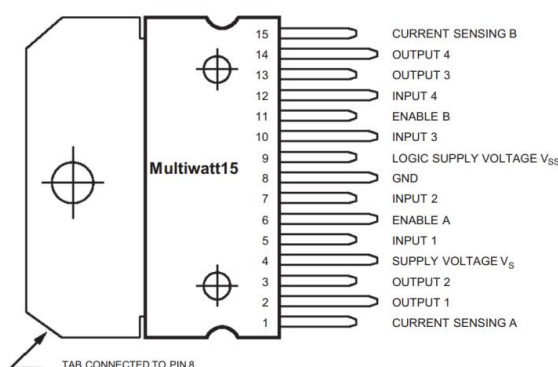 15 CURRENT SENSING B
14 OUTPUT 4
13 OUTPUT 3
12 INPUT 4
11 ENABLE B
10 INPUT 3
Multiwatt15
9 LOGIC SUPPLY VOLTAGE VSS
8 GND
7 INPUT 2
6 ENABLE A
5 INPUT 1
4 SUPPLY VOLTAGE VS
3 OUTPUT 2
2 OUTPUT 1
1 CURRENT SENSING A
TAB CONNECTED TO PIN 8